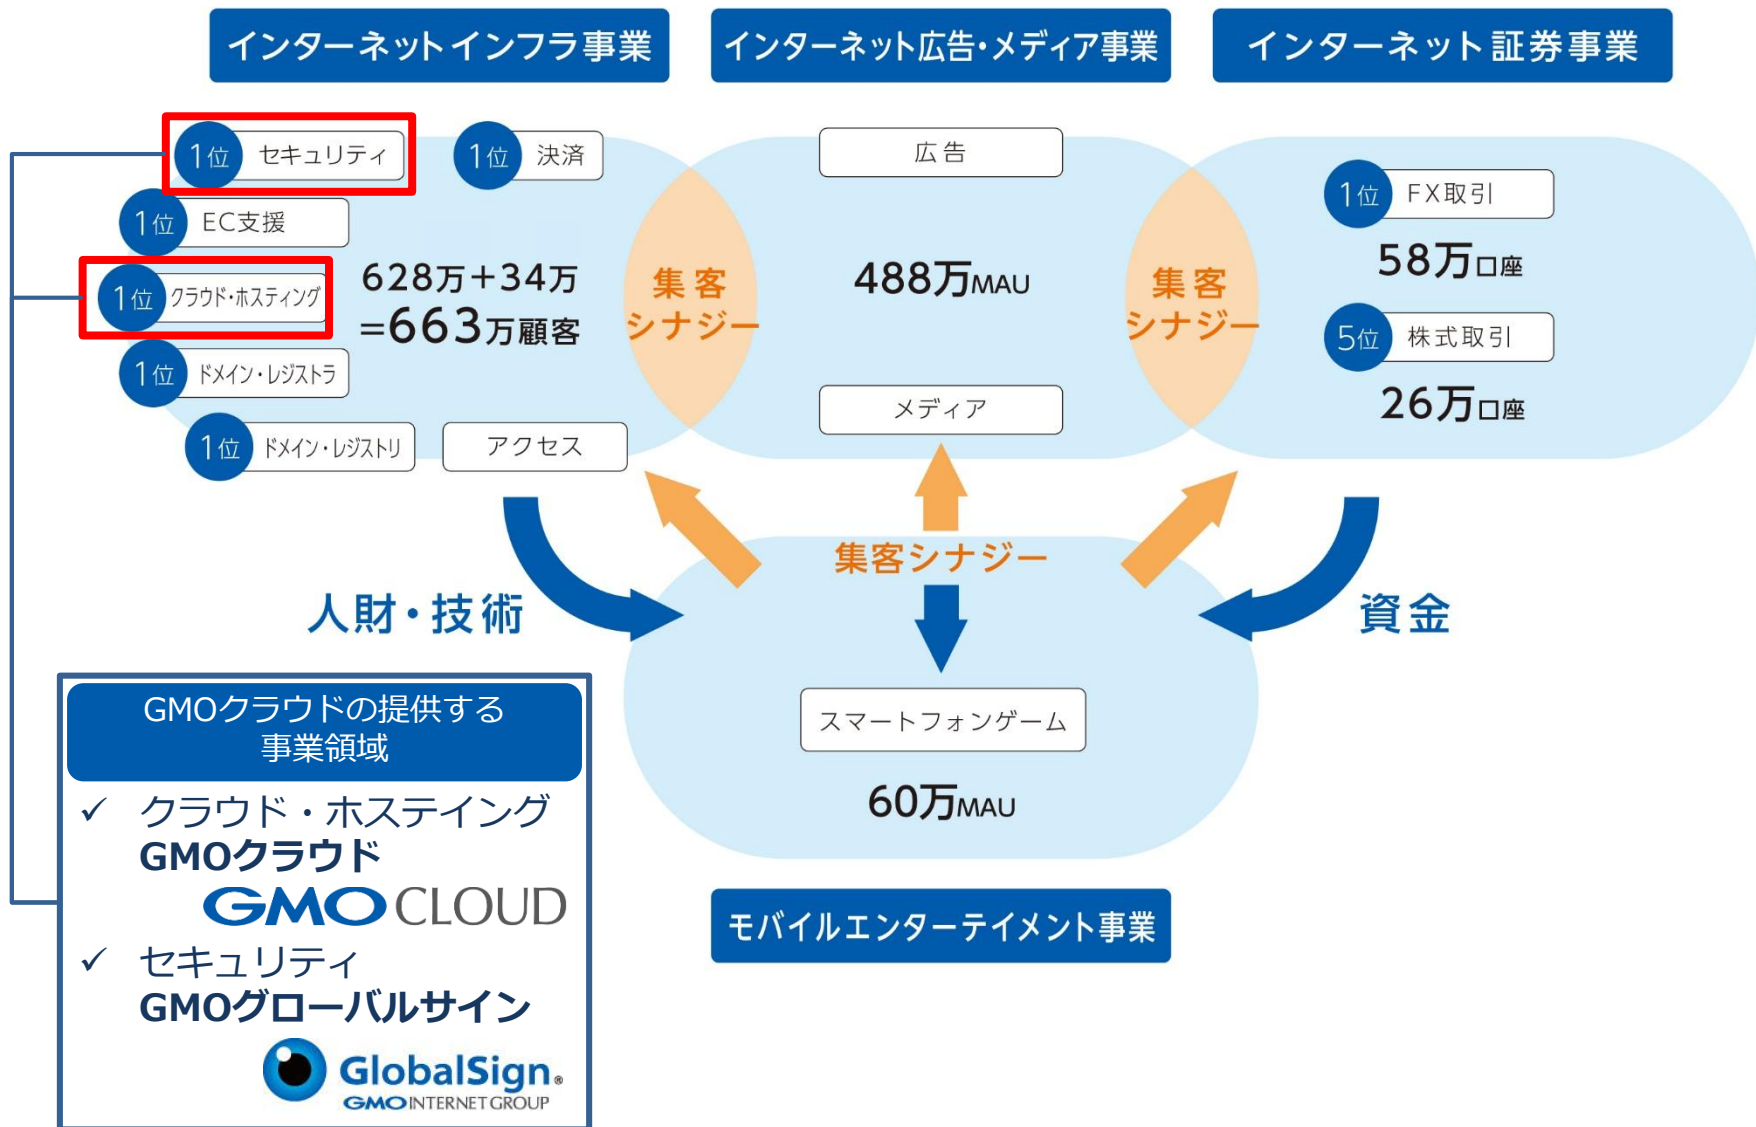 インターネットインフラ事業
インターネット広告・メディア事業
インターネット証券事業
1位 セキュリティ
1位 決済
1位 EC支援
1位 クラウド・ホスティング
1位 ドメイン・レジストラ
1位 ドメイン・レジストリ
アクセス
628万+34万
=663万顧客
集客
シナジー
広告
488万MAU
メディア
集客
シナジー
1位 FX取引
58万口座
5位 株式取引
26万口座
集客シナジー
人財・技術
資金
スマートフォンゲーム
60万MAU
モバイルエンターテイメント事業
GMOクラウドの提供する
事業領域
✓ クラウド・ホステイング
GMOクラウド
GMO CLOUD
✓ セキュリティ
GMOグローバルサイン
GlobalSign®
GMO INTERNET GROUP